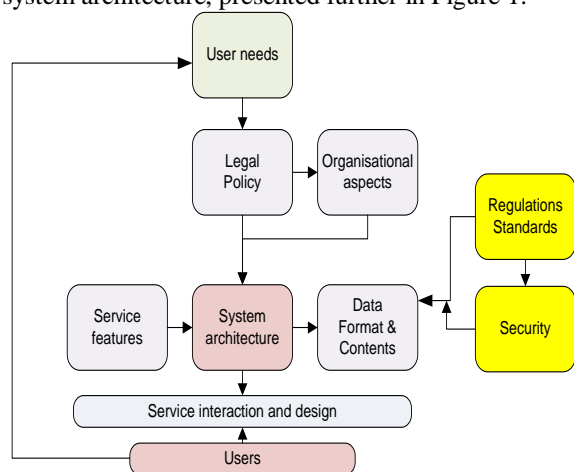 system architecture, presented further in Figure 1.
User needs
Legal
Policy
Organisational
aspects
Regulations
Standards
Service
features
System
architecture
Data
Format &
Contents
Security
Service interaction and design
Users